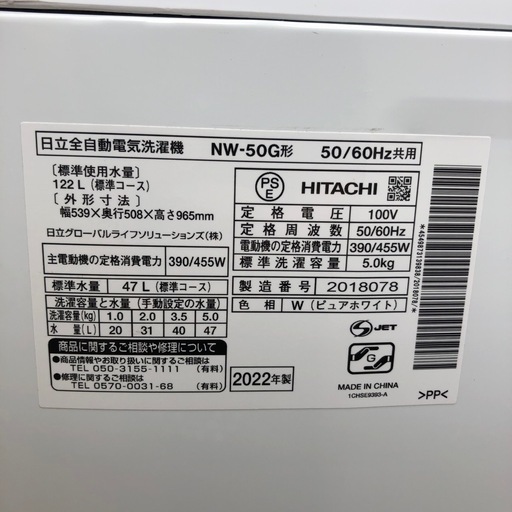 日立全自動電気洗濯機 NW-50G形 50/60Hz共用
〔標準使用水量〕
122L(標準コース)
〔外形寸法〕
幅539×奥行508×高さ965mm
日立グローバルライフソリューションズ(株)
主電動機の定格消費電力 390/455W
標準水量 47L(標準コース)
洗濯容量と水量(手動設定の水量)
洗濯容量(kg) 1.0 2.0 3.5 5.0
水量(L) 20 31 40 47
商品に関するご相談や修理について
●商品のお問合わせやお取り扱いに関するご相談は
TEL 050-3155-1111 (有料)
●修理に関するご相談は
TEL 0570-0031-68 (有料)
PSE HITACHI
定格電圧 100V
定格周波数 50/60Hz
電動機の定格消費電力 390/455W
標準洗濯容量 5.0kg
製造番号 2018078
色相 W(ピュアホワイト)
2022年製
S JET
G
MADE IN CHINA
1CHSE9393-A
>PP<